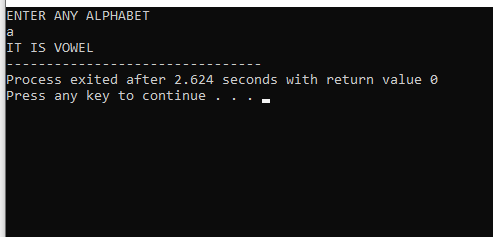 ENTER ANY ALPHABET
a
IT IS VOWEL
--------------------------------
Process exited after 2.624 seconds with return value 0
Press any key to continue . . .